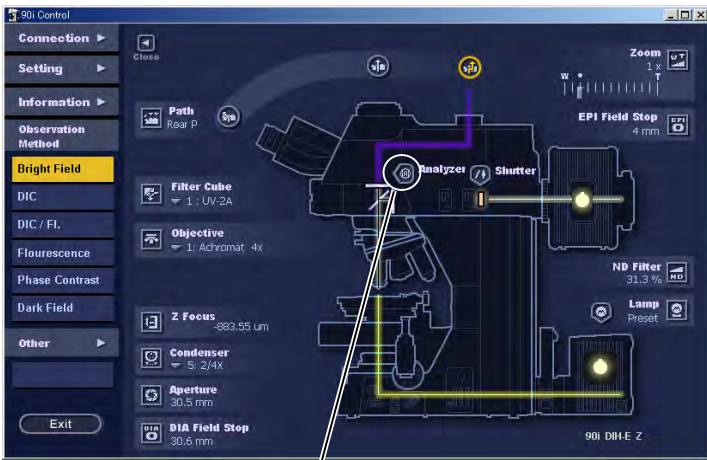 90i Control
Connection
Setting
Information
Observation
Method
Bright Field
DIC
DIC / Fl.
Flourescence
Phase Contrast
Dark Field
Other
Exit
Close
Path
Rear P
Filter Cube
1 : UV-2A
Objective
1: Achromat 4x
Z Focus
-883.55 um
Condenser
5: 2/4X
Aperture
30.5 mm
DIA
DIA Field Stop
30.6 mm
Analyzer
Shutter
Zoom
1 x
W T
W T
EPI Field Stop
4 mm
EPI
ND Filter
31.3 %
ND
Lamp
Preset
90i DIH-E Z